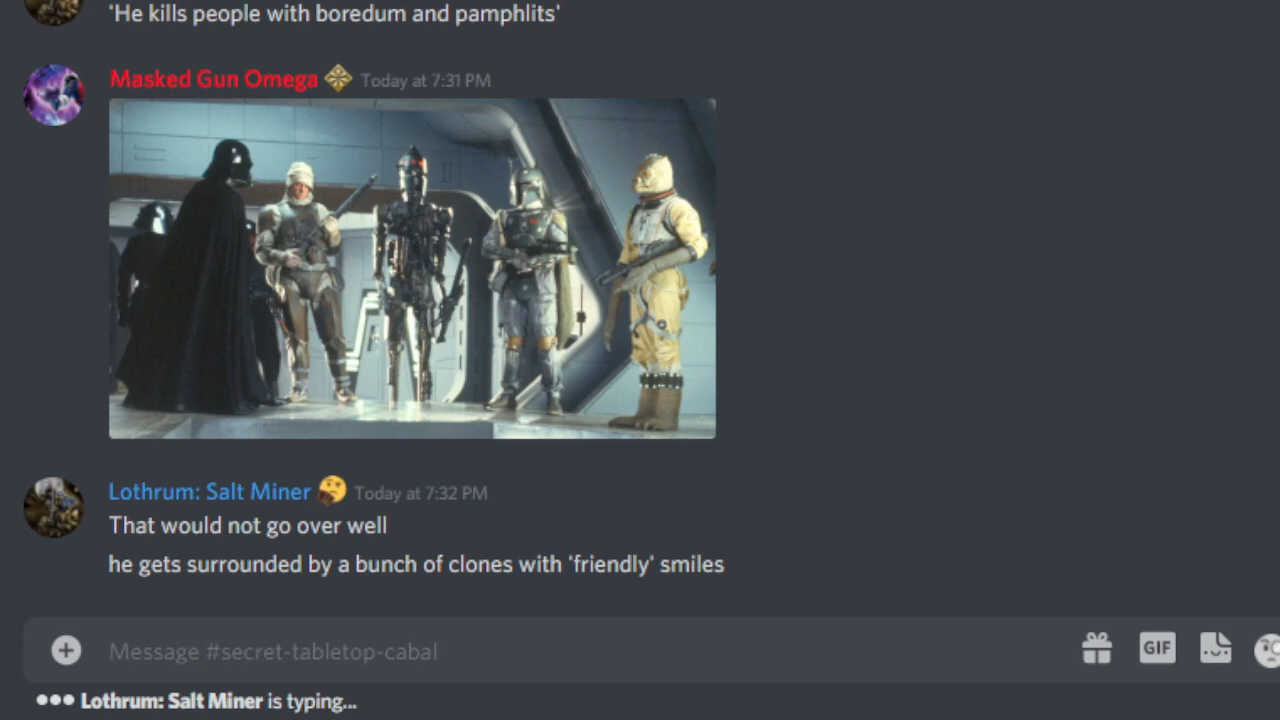 'He kills people with boredum and pamphlits'
Masked Gun Omega Today at 7:31 PM
Lothrum: Salt Miner Today at 7:32 PM
That would not go over well
he gets surrounded by a bunch of clones with 'friendly' smiles
Message #secret-tabletop-cabal
GIF
Lothrum: Salt Miner is typing...